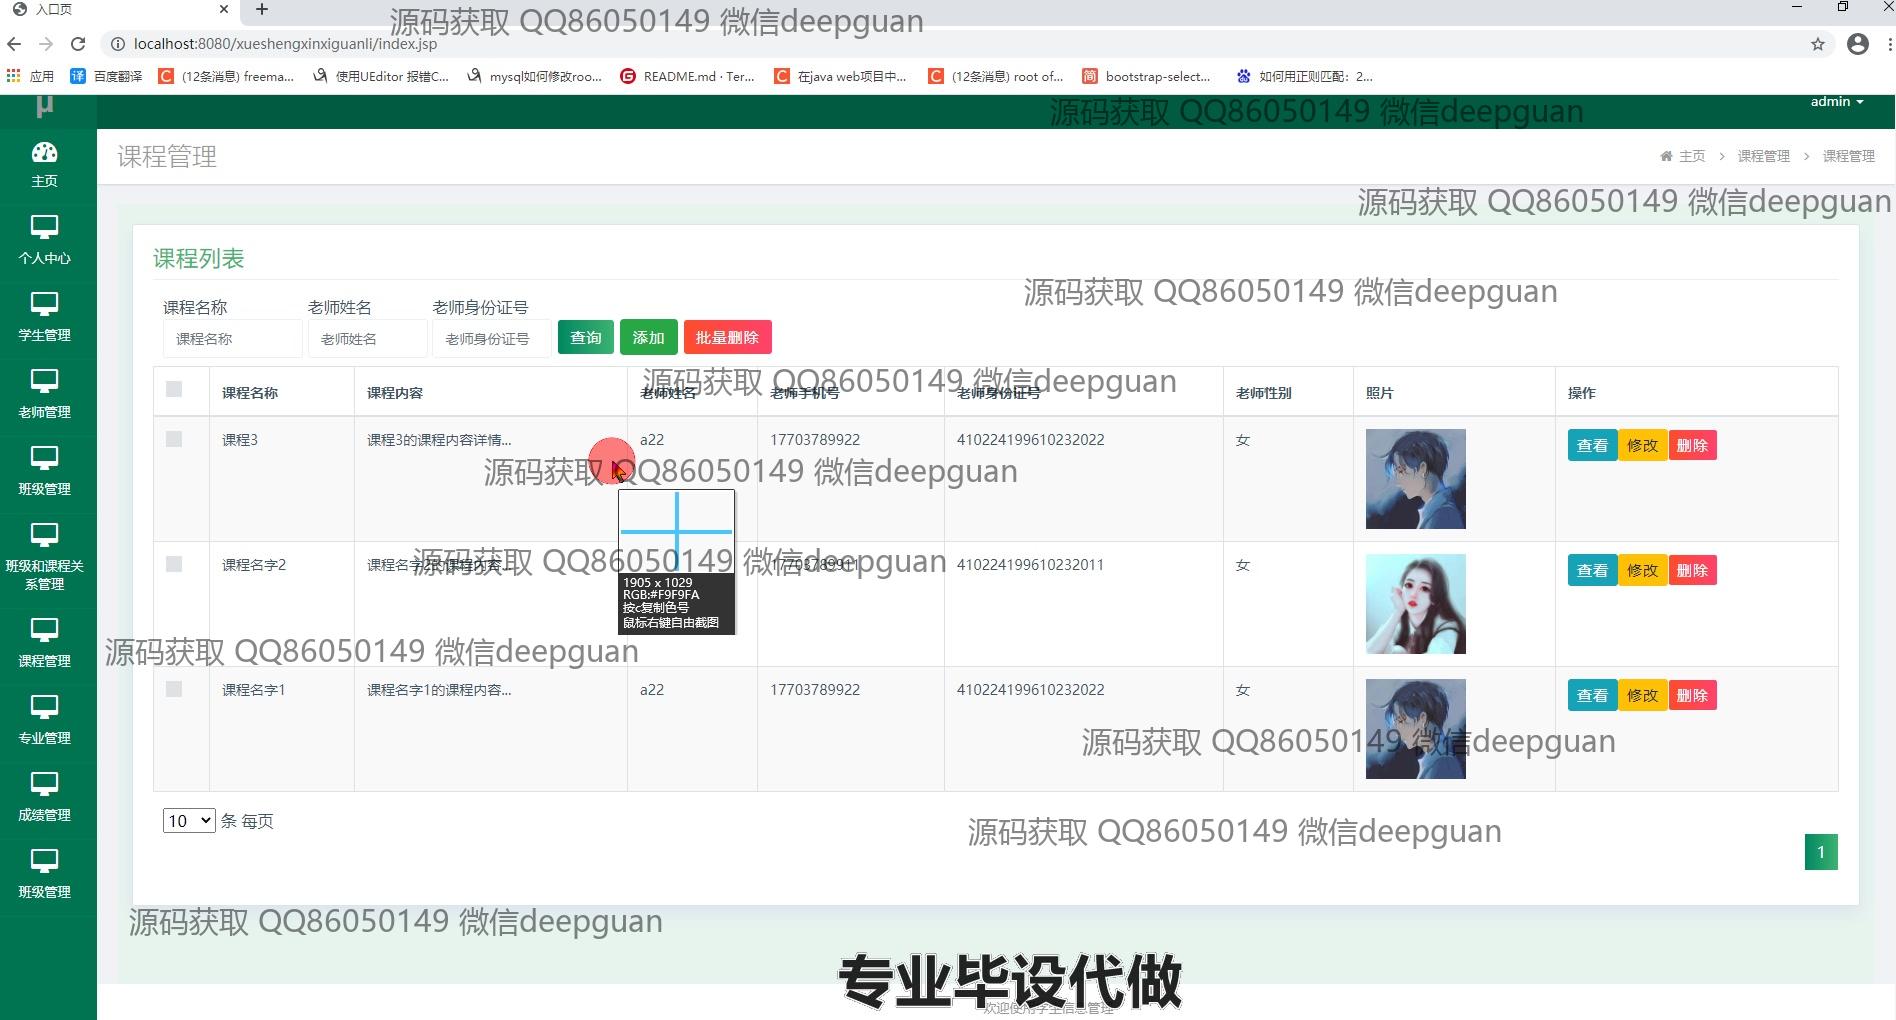 入口页
源码获取 QQ86050149 微信deepguan
localhost:8080/xueshengxinxiguanli/index.jsp
应用 百度翻译 (12条消息) freema... 使用UEditor 报错C... mysql如何修改roo... README.md · Ter... 在java web项目中... (12条消息) root of... bootstrap-select... 如何用正则匹配：2...
μ
源码获取 QQ86050149 微信deepguan
admin
课程管理
主页 > 课程管理 > 课程管理
主页
个人中心
学生管理
老师管理
班级管理
班级和课程关
系管理
课程管理
专业管理
成绩管理
班级管理
源码获取 QQ86050149 微信deepguan
课程列表
源码获取 QQ86050149 微信deepguan
课程名称 老师姓名 老师身份证号
课程名称 老师姓名 老师身份证号 查询 添加 批量删除
源码获取 QQ86050149 微信deepguan
课程名称 课程内容 老师姓名 老师手机号 老师身份证号 老师性别 照片 操作
课程3 课程3的课程内容详情... a22 17703789922 410224199610232022 女 查看 修改 删除
源码获取 QQ86050149 微信deepguan
源码获取 QQ86050149 微信deepguan
课程名字2 课程名字2的课程内容... 17703789911 410224199610232011 女 查看 修改 删除
1905 x 1029
RGB:#F9F9FA
按c复制色号
鼠标右键自由截图
源码获取 QQ86050149 微信deepguan
课程名字1 课程名字1的课程内容... a22 17703789922 410224199610232022 女 查看 修改 删除
源码获取 QQ86050149 微信deepguan
10 条 每页
源码获取 QQ86050149 微信deepguan
1
源码获取 QQ86050149 微信deepguan
专业毕设代做
欢迎使用学生信息管理